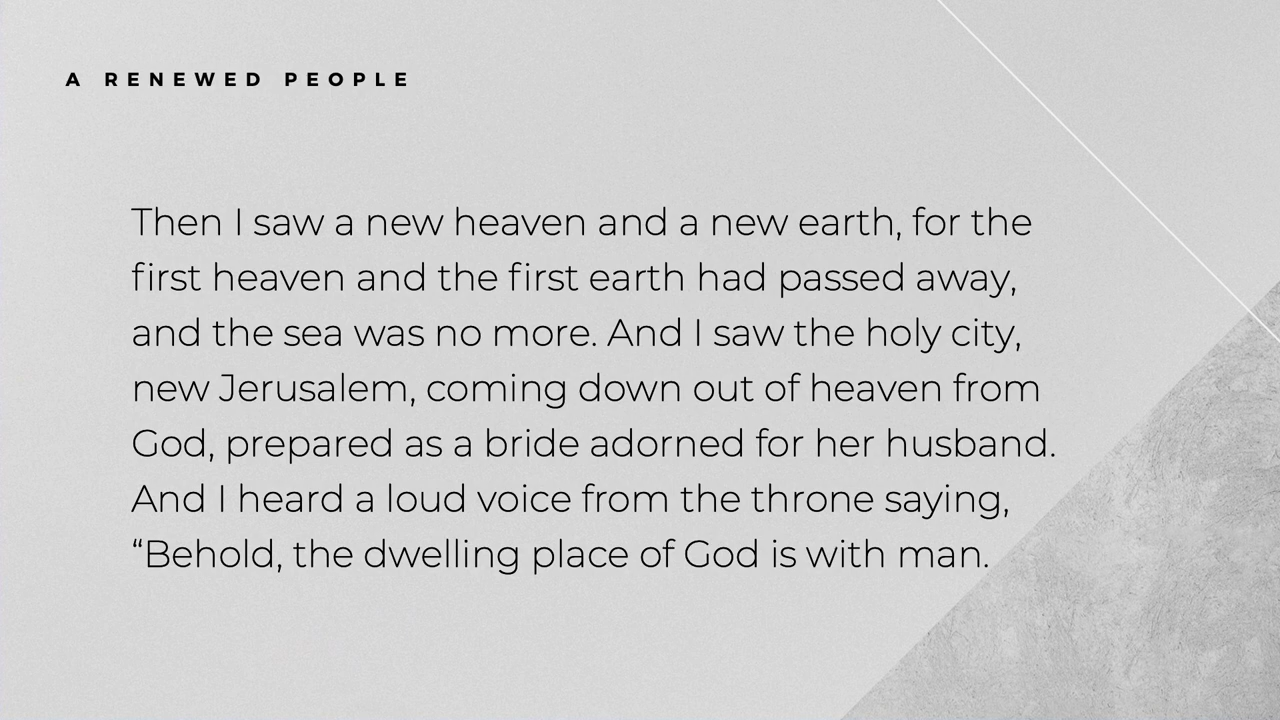 A RENEWED PEOPLE
Then I saw a new heaven and a new earth, for the
first heaven and the first earth had passed away,
and the sea was no more. And I saw the holy city,
new Jerusalem, coming down out of heaven from
God, prepared as a bride adorned for her husband.
And I heard a loud voice from the throne saying,
“Behold, the dwelling place of God is with man.